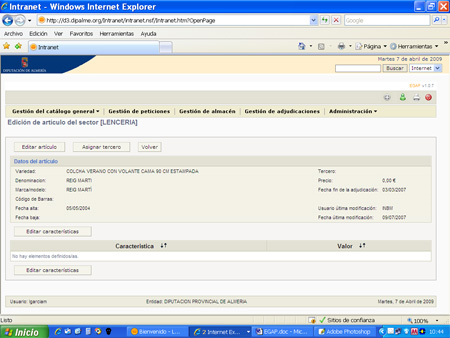 Intranet - Windows Internet Explorer
http://d3.dipalme.org/Intranet/intranet.nsf/Intranet.htm?OpenPage
Google
Archivo Edición Ver Favoritos Herramientas Ayuda
Intranet
Página Herramientas
Martes 7 de abril de 2009
DIPUTACIÓN DE ALMERÍA
Buscar Internet
EGAF v1.0.7
Gestión del catálogo general Gestión de peticiones Gestión de almacén Gestión de adjudicaciones Administración
Edición de artículo del sector [LENCERIA]
Editar artículo Asignar tercero Volver
Datos del artículo
Variedad: COLCHA VERANO CON VOLANTE CAMA 90 CM ESTAMPADA Tercero:
Denominacion: REIG MARTI Precio: 0,00 €
Marca/modelo: REIG MARTÍ Fecha fin de la adjudicación: 03/03/2007
Código de Barras:
Fecha alta: 05/05/2004 Usuario última modificación: NBM
Fecha baja: Fecha última modificación: 09/07/2007
Editar características
Característica Valor
No hay elementos definidos/as.
Editar características
Usuario: lgarciam Entidad: DIPUTACION PROVINCIAL DE ALMERIA Martes, 7 de Abril de 2009
Listo Sitios de confianza 100%
Inicio Bienvenido - L... 2 Internet Ex... EGAF.doc - Mic... Adobe Photoshop 10:44